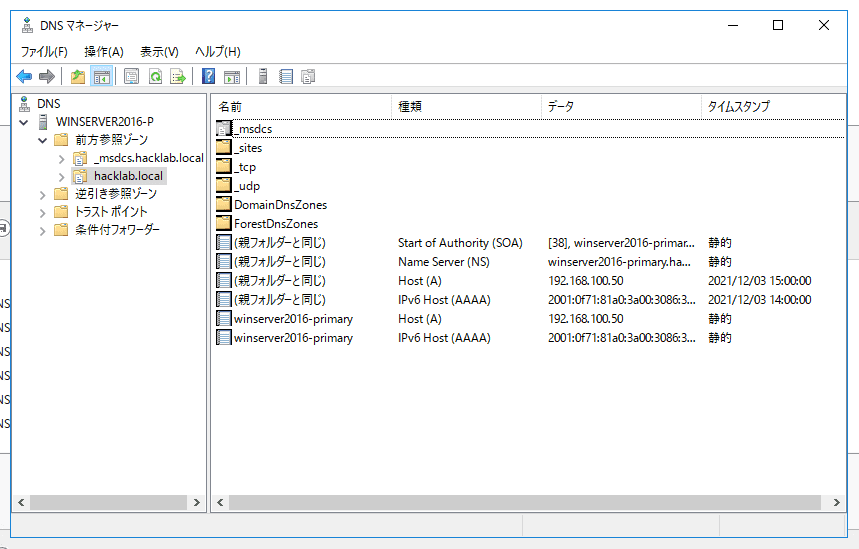 DNS マネージャー
ファイル(F) 操作(A) 表示(V) ヘルプ(H)
DNS
WINSERVER2016-P
前方参照ゾーン
_msdcs.hacklab.local
hacklab.local
逆引き参照ゾーン
トラスト ポイント
条件付フォワーダー
名前 種類 データ タイムスタンプ
_msdcs
_sites
_tcp
_udp
DomainDnsZones
ForestDnsZones
(親フォルダーと同じ) Start of Authority (SOA) [38], winserver2016-primar... 静的
(親フォルダーと同じ) Name Server (NS) winserver2016-primary.ha... 静的
(親フォルダーと同じ) Host (A) 192.168.100.50 2021/12/03 15:00:00
(親フォルダーと同じ) IPv6 Host (AAAA) 2001:0f71:81a0:3a00:3086:3... 2021/12/03 14:00:00
winserver2016-primary Host (A) 192.168.100.50 静的
winserver2016-primary IPv6 Host (AAAA) 2001:0f71:81a0:3a00:3086:3... 静的
NS
NS
NS
NS
NS
NS